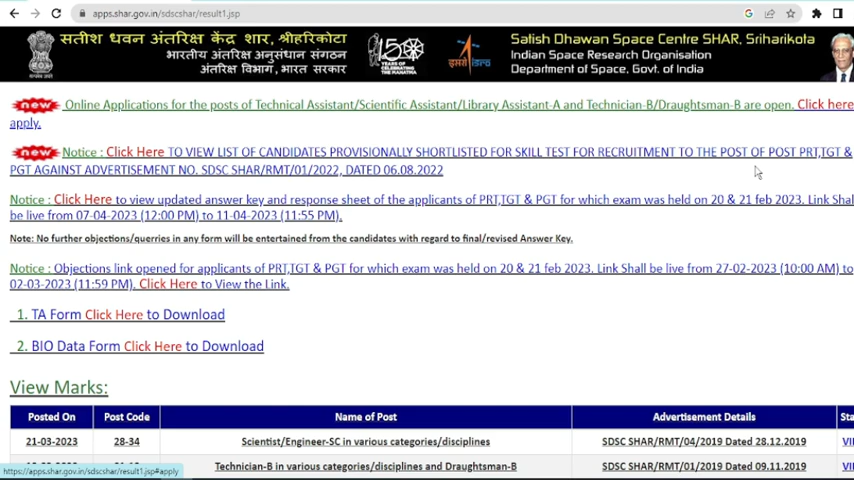 apps.shar.gov.in/sdscshar/result1.jsp
सतीश धवन अंतरिक्ष केंद्र शार, श्रीहरिकोटा
भारतीय अंतरिक्ष अनुसंधान संगठन
अंतरिक्ष विभाग, भारत सरकार
150
YEARS OF
CELEBRATING
THE MAHATMA
इसरो isro
Satish Dhawan Space Centre SHAR, Sriharikota
Indian Space Research Organisation
Department of Space, Govt. of India
new Online Applications for the posts of Technical Assistant/Scientific Assistant/Library Assistant-A and Technician-B/Draughtsman-B are open. Click here
apply.
new Notice : Click Here TO VIEW LIST OF CANDIDATES PROVISIONALLY SHORTLISTED FOR SKILL TEST FOR RECRUITMENT TO THE POST OF POST PRT,TGT &
PGT AGAINST ADVERTISEMENT NO. SDSC SHAR/RMT/01/2022, DATED 06.08.2022
Notice : Click Here to view updated answer key and response sheet of the applicants of PRT,TGT & PGT for which exam was held on 20 & 21 feb 2023. Link Shal
be live from 07-04-2023 (12:00 PM) to 11-04-2023 (11:55 PM).
Note: No further objections/queries in any form will be entertained from the candidates with regard to final/revised Answer Key.
Notice : Objections link opened for applicants of PRT,TGT & PGT for which exam was held on 20 & 21 feb 2023. Link Shall be live from 27-02-2023 (10:00 AM) to
02-03-2023 (11:59 PM). Click Here to View the Link.
1. TA Form Click Here to Download
2. BIO Data Form Click Here to Download
View Marks:
Posted On Post Code Name of Post Advertisement Details Sta
21-03-2023 28-34 Scientist/Engineer-SC in various categories/disciplines SDSC SHAR/RMT/04/2019 Dated 28.12.2019 VI
Technician-B in various categories/disciplines and Draughtsman-B SDSC SHAR/RMT/01/2019 Dated 09.11.2019 VI
https://apps.shar.gov.in/sdscshar/result1.jsp#apply